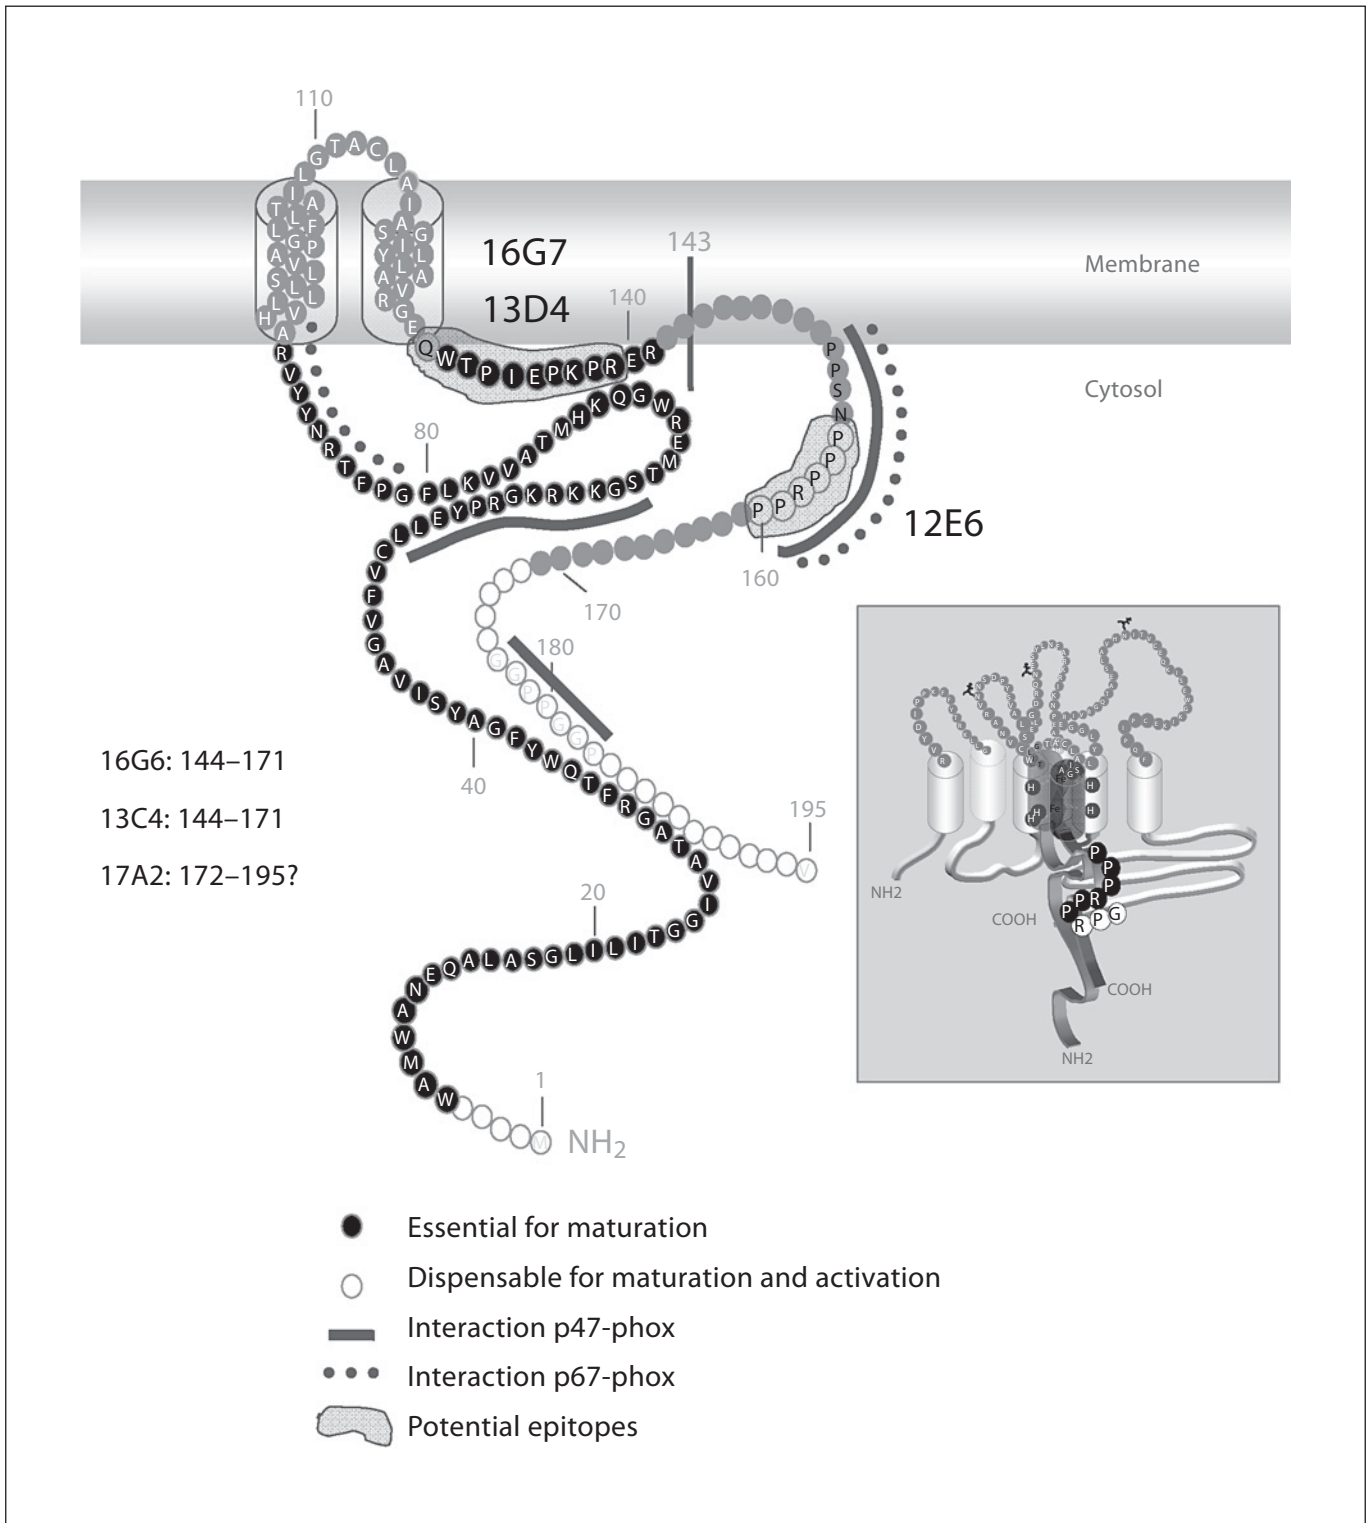 110
G T A C L
L I L G V L V
T L A S L H A
A F P L L
A I A I L V G E
S Y A R
G L A
16G7
13D4
140
143
Membrane
Cytosol
Q W T P I E P K P R E R
R V Y Y N R T F P G F L K V V A T M H K Q G W R E M T S G K K R K G R P Y E L L C V F V G A V I S Y A G F Y W Q T F R G A T A V I G G T I L I L G S A L A Q E N A W M A W
80
P P S N P P P R P P
12E6
160
170
180
G G P P G G P
40
195
V
16G6: 144–171
13C4: 144–171
17A2: 172–195?
20
1
M
NH2
NH2
COOH
P P P R P P
R P G
COOH
NH2
Essential for maturation
Dispensable for maturation and activation
Interaction p47-phox
Interaction p67-phox
Potential epitopes